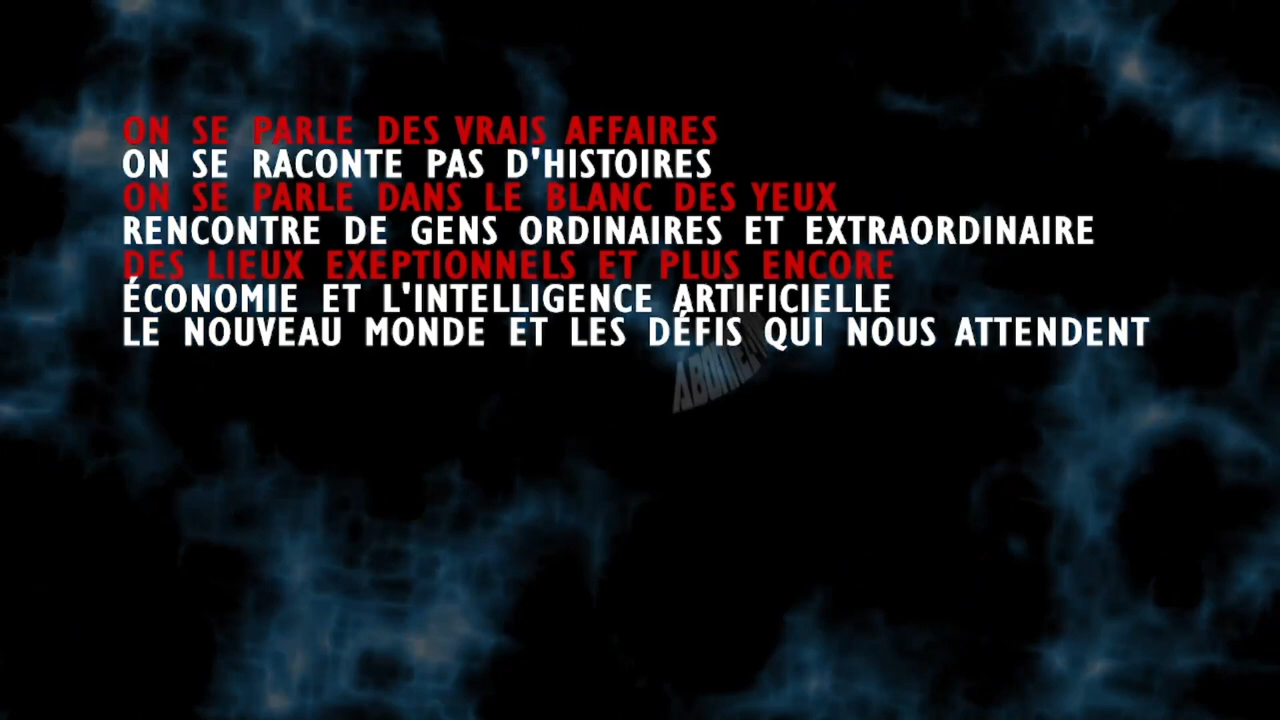 ON SE PARLE DES VRAIS AFFAIRES
ON SE RACONTE PAS D'HISTOIRES
ON SE PARLE DANS LE BLANC DES YEUX
RENCONTRE DE GENS ORDINAIRES ET EXTRAORDINAIRE
DES LIEUX EXEPTIONNELS ET PLUS ENCORE
ÉCONOMIE ET L'INTELLIGENCE ARTIFICIELLE
LE NOUVEAU MONDE ET LES DÉFIS QUI NOUS ATTENDENT